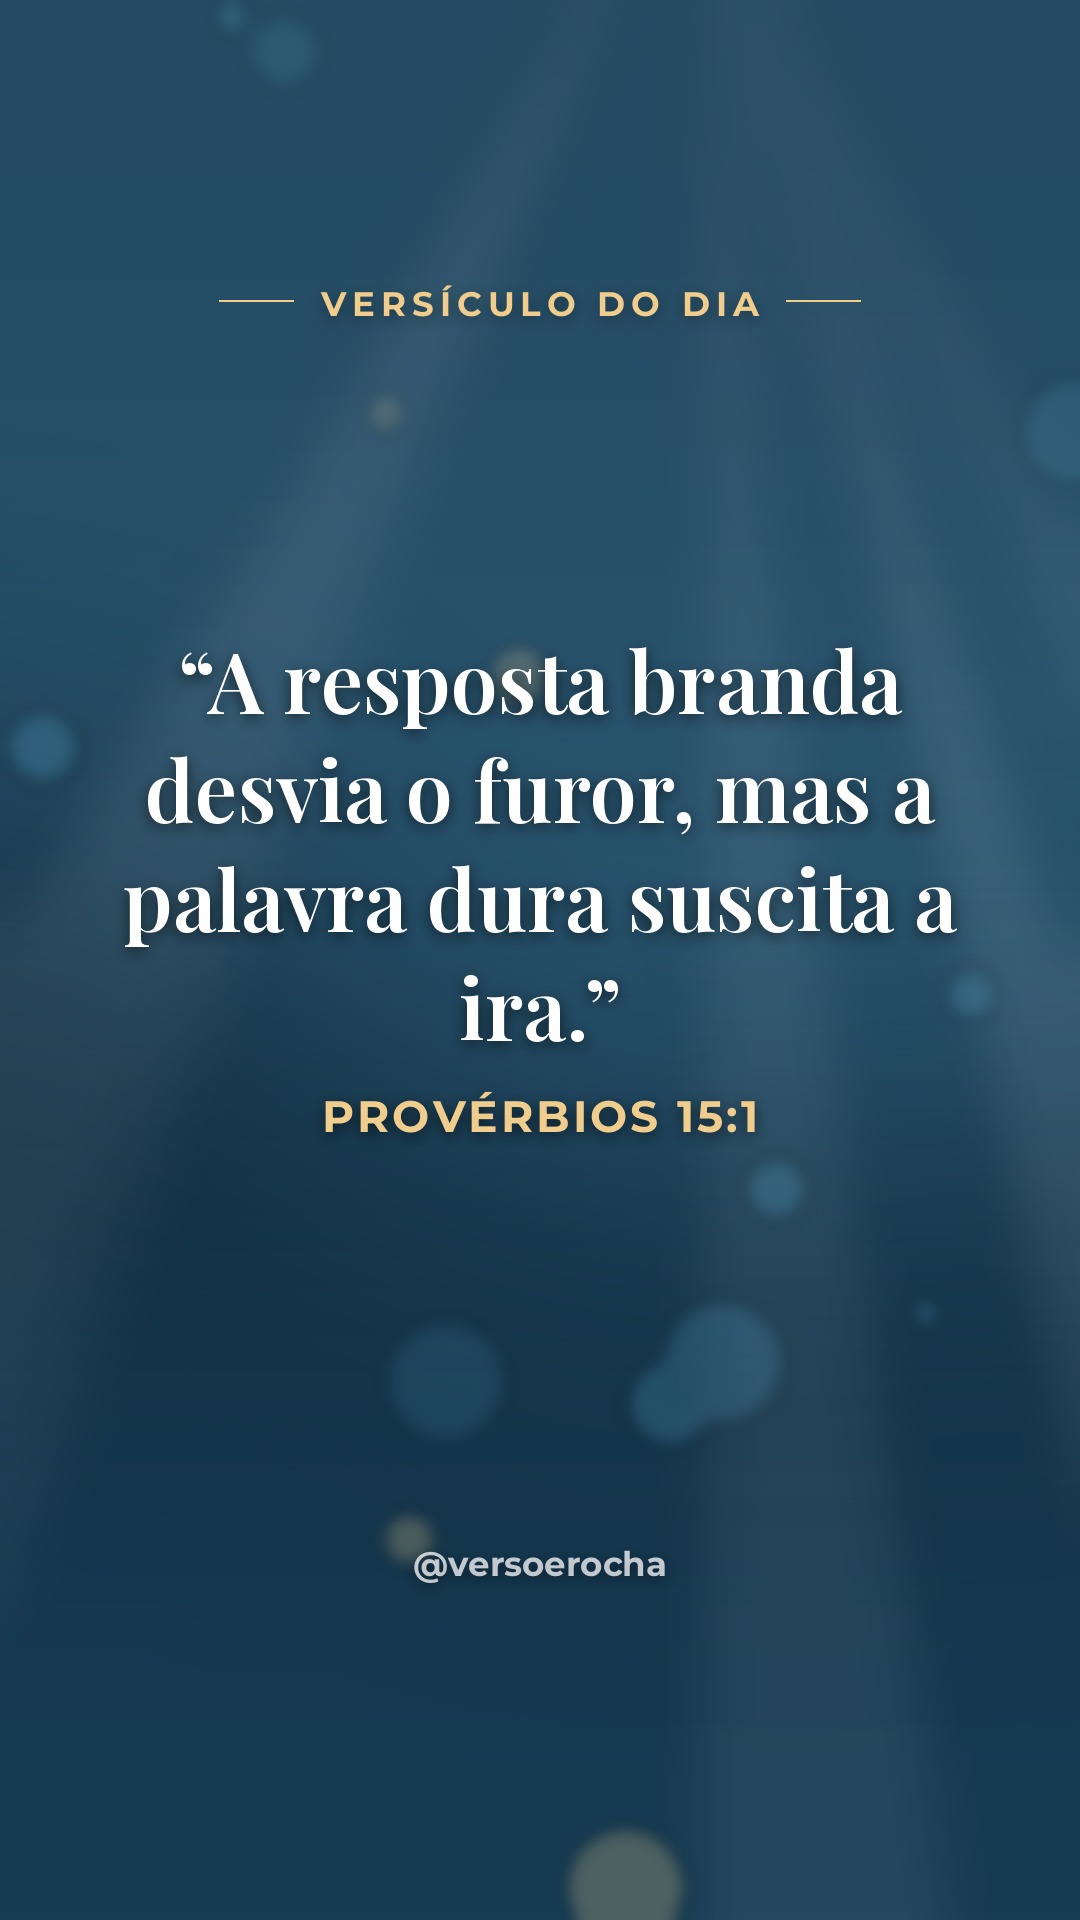 VERSÍCULO DO DIA
“A resposta branda
desvia o furor, mas a
palavra dura suscita a
ira.”
PROVÉRBIOS 15:1
@versoerocha